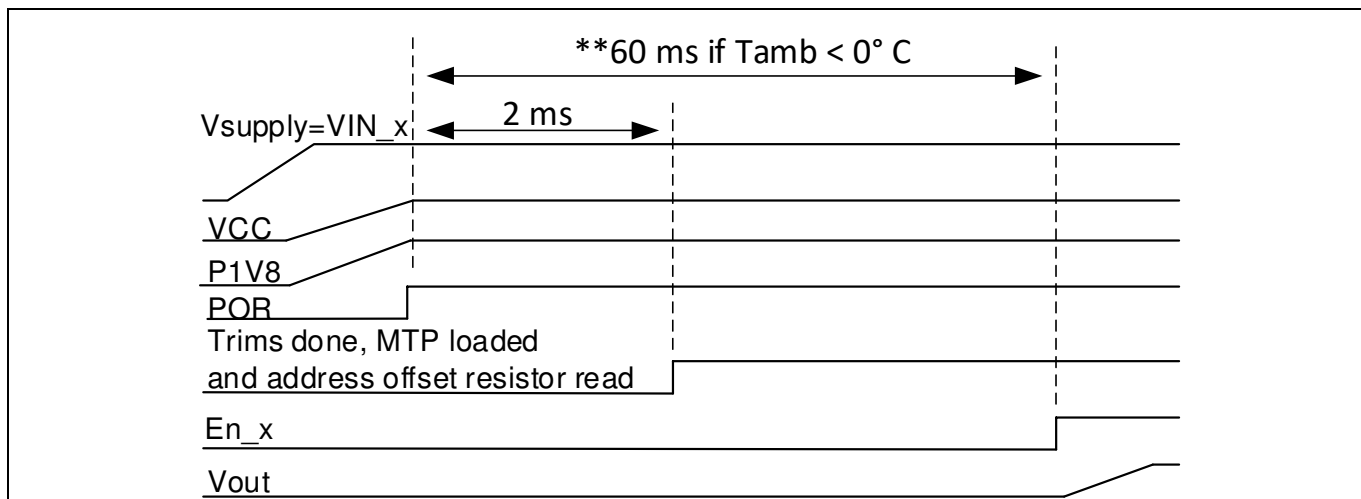 **60 ms if Tamb < 0° C
2 ms
Vsupply=VIN_x
VCC
P1V8
POR
Trims done, MTP loaded
and address offset resistor read
En_x
Vout